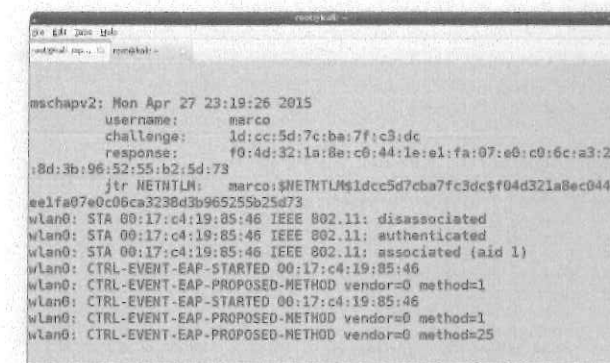 root@kali: ~
File Edit Tabs Help
root@kali: ~
mschapv2: Mon Apr 27 23:19:26 2015
username: marco
challenge: 1d:cc:5d:7c:ba:7f:c3:dc
response: f0:4d:32:1a:8e:c0:44:1e:e1:fa:07:e0:c0:6c:a3:2
:8d:3b:96:52:55:b2:5d:73
jtr NETNTLM: marco:$NETNTLM$1dcc5d7cba7fc3dc$f04d321a8ec044
ee1fa07e0c06ca3238d3b965255b25d73
wlan0: STA 00:17:c4:19:85:46 IEEE 802.11: disassociated
wlan0: STA 00:17:c4:19:85:46 IEEE 802.11: authenticated
wlan0: STA 00:17:c4:19:85:46 IEEE 802.11: associated (aid 1)
wlan0: CTRL-EVENT-EAP-STARTED 00:17:c4:19:85:46
wlan0: CTRL-EVENT-EAP-PROPOSED-METHOD vendor=0 method=1
wlan0: CTRL-EVENT-EAP-STARTED 00:17:c4:19:85:46
wlan0: CTRL-EVENT-EAP-PROPOSED-METHOD vendor=0 method=1
wlan0: CTRL-EVENT-EAP-PROPOSED-METHOD vendor=0 method=25